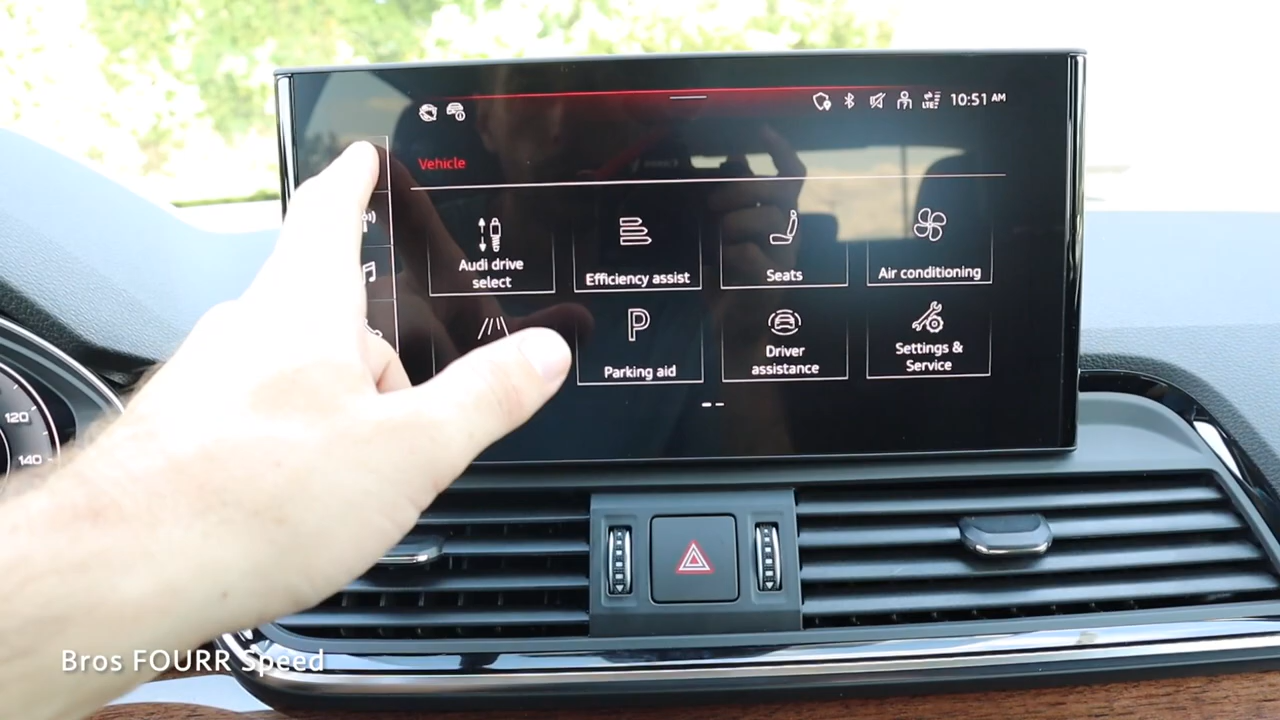 10:51 AM
LTE
Vehicle
Audi drive
select
Efficiency assist
Seats
Air conditioning
P
Parking aid
Driver
assistance
Settings &
Service
120
140
Bros FOURR Speed